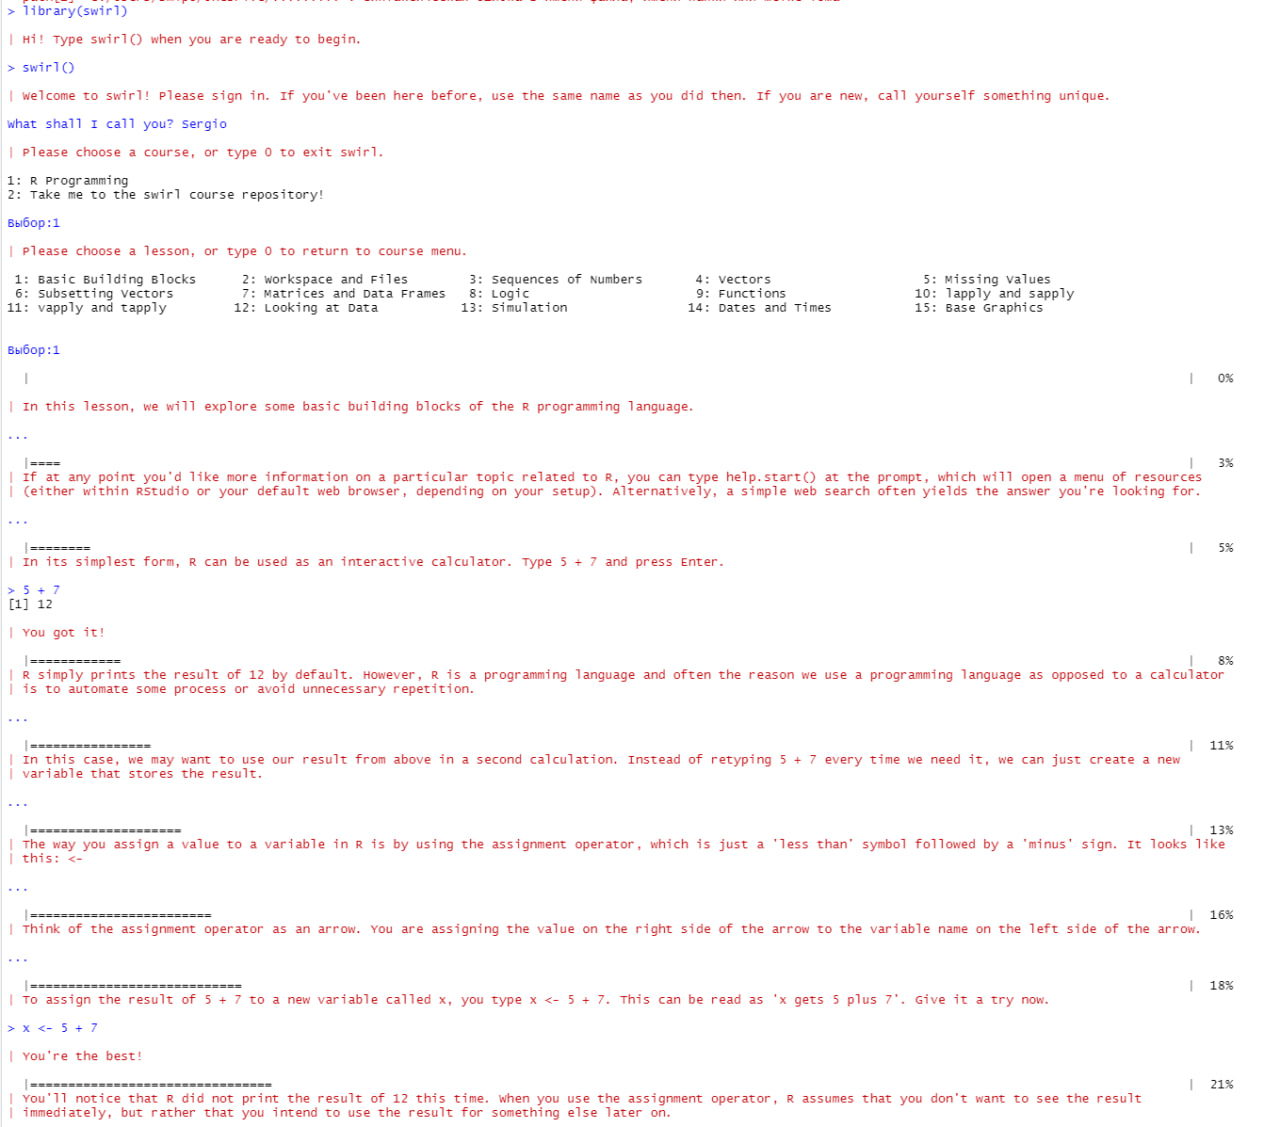 > library(swirl)
| Hi! Type swirl() when you are ready to begin.
> swirl()
| Welcome to swirl! Please sign in. If you've been here before, use the same name as you did then. If you are new, call yourself something unique.
What shall I call you? Sergio
| Please choose a course, or type 0 to exit swirl.
1: R Programming
2: Take me to the swirl course repository!
Выбор:1
| Please choose a lesson, or type 0 to return to course menu.
1: Basic Building Blocks 2: Workspace and Files 3: Sequences of Numbers 4: Vectors 5: Missing Values
6: Subsetting Vectors 7: Matrices and Data Frames 8: Logic 9: Functions 10: lapply and sapply
11: vapply and tapply 12: Looking at Data 13: Simulation 14: Dates and Times 15: Base Graphics
Выбор:1
| | 0%
| In this lesson, we will explore some basic building blocks of the R programming language.
...
|==== | 3%
| If at any point you'd like more information on a particular topic related to R, you can type help.start() at the prompt, which will open a menu of resources
| (either within RStudio or your default web browser, depending on your setup). Alternatively, a simple web search often yields the answer you're looking for.
...
|======== | 5%
| In its simplest form, R can be used as an interactive calculator. Type 5 + 7 and press Enter.
> 5 + 7
[1] 12
| You got it!
|============ | 8%
| R simply prints the result of 12 by default. However, R is a programming language and often the reason we use a programming language as opposed to a calculator
| is to automate some process or avoid unnecessary repetition.
...
|================ | 11%
| In this case, we may want to use our result from above in a second calculation. Instead of retyping 5 + 7 every time we need it, we can just create a new
| variable that stores the result.
...
|==================== | 13%
| The way you assign a value to a variable in R is by using the assignment operator, which is just a 'less than' symbol followed by a 'minus' sign. It looks like
| this: <-
...
|======================== | 16%
| Think of the assignment operator as an arrow. You are assigning the value on the right side of the arrow to the variable name on the left side of the arrow.
...
|============================ | 18%
| To assign the result of 5 + 7 to a new variable called x, you type x <- 5 + 7. This can be read as 'x gets 5 plus 7'. Give it a try now.
> x <- 5 + 7
| You're the best!
|================================ | 21%
| You'll notice that R did not print the result of 12 this time. When you use the assignment operator, R assumes that you don't want to see the result
| immediately, but rather that you intend to use the result for something else later on.